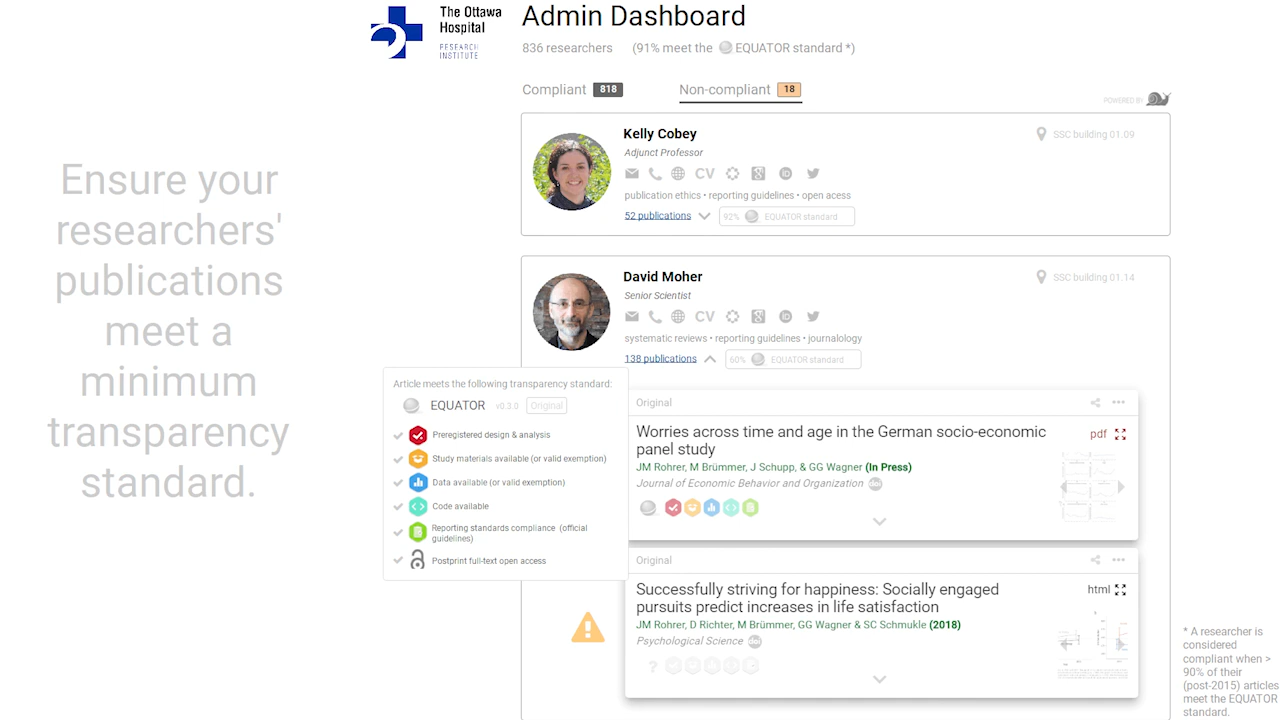 The Ottawa
Hospital
RESEARCH
INSTITUTE
Admin Dashboard
836 researchers (91% meet the EQUATOR standard *)
Compliant 818 Non-compliant 18
POWERED BY
Ensure your
researchers'
publications
meet a
minimum
transparency
standard.
Kelly Cobey
SSC building 01.09
Adjunct Professor
CV
publication ethics • reporting guidelines • open acess
52 publications 92% EQUATOR standard
David Moher
SSC building 01.14
Senior Scientist
CV
systematic reviews • reporting guidelines • journalology
138 publications 60% EQUATOR standard
Article meets the following transparency standard:
EQUATOR v0.3.0 Original
Preregistered design & analysis
Study materials available (or valid exemption)
Data available (or valid exemption)
Code available
Reporting standards compliance (official
guidelines)
Postprint full-text open access
Original
Worries across time and age in the German socio-economic
panel study
pdf
JM Rohrer, M Brümmer, J Schupp, & GG Wagner (In Press)
Journal of Economic Behavior and Organization doi
Original
Successfully striving for happiness: Socially engaged
pursuits predict increases in life satisfaction
html
JM Rohrer, D Richter, M Brümmer, GG Wagner & SC Schmukle (2018)
Psychological Science doi
?
* A researcher is
considered
compliant when >
90% of their
(post-2015) articles
meet the EQUATOR
standard.